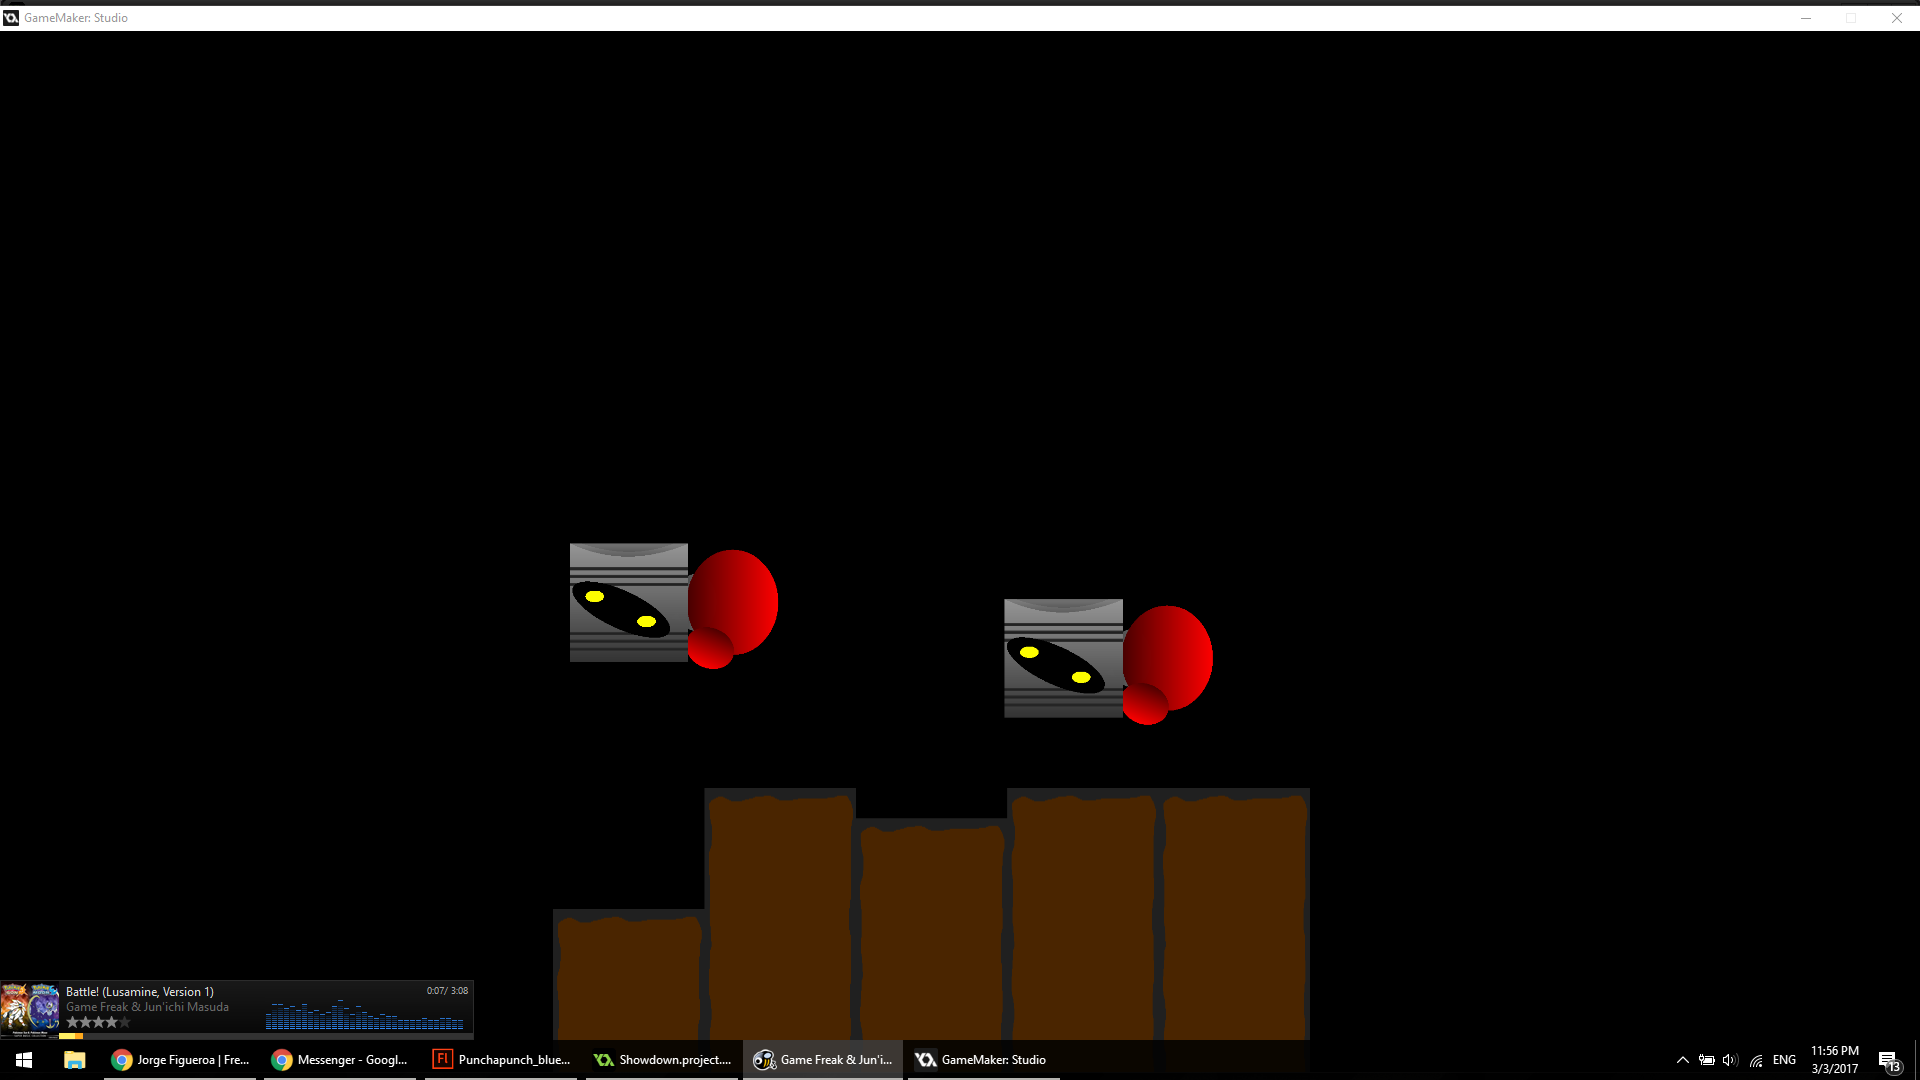 GameMaker: Studio
Battle! (Lusamine, Version 1)
0:07/ 3:08
Game Freak & Jun'ichi Masuda
Jorge Figueroa | Fre...
Messenger - Googl...
Fl
Punchapunch_blue...
Showdown.project....
Game Freak & Jun'i...
GameMaker: Studio
ENG
11:56 PM
3/3/2017
13